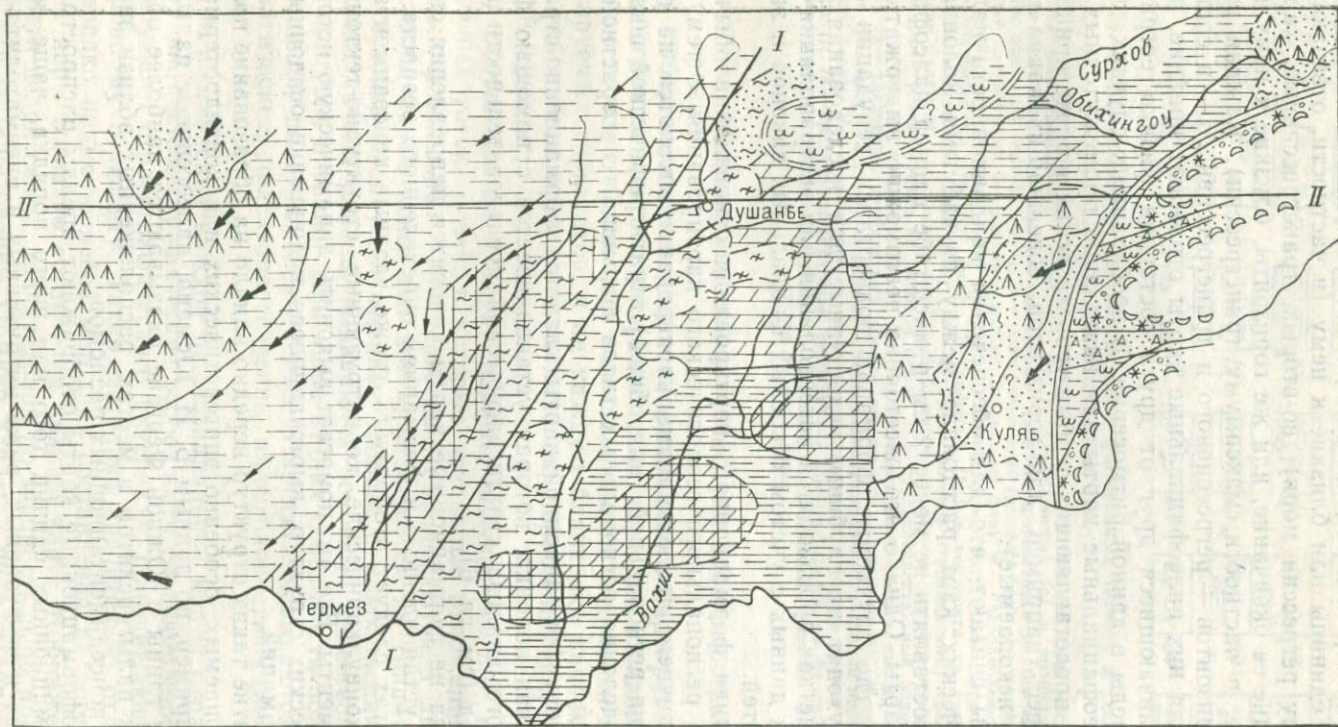 I
Сурхов
Обихингоу
?
II
II
Душанбе
?
Куляб
Термез
Вахш
I